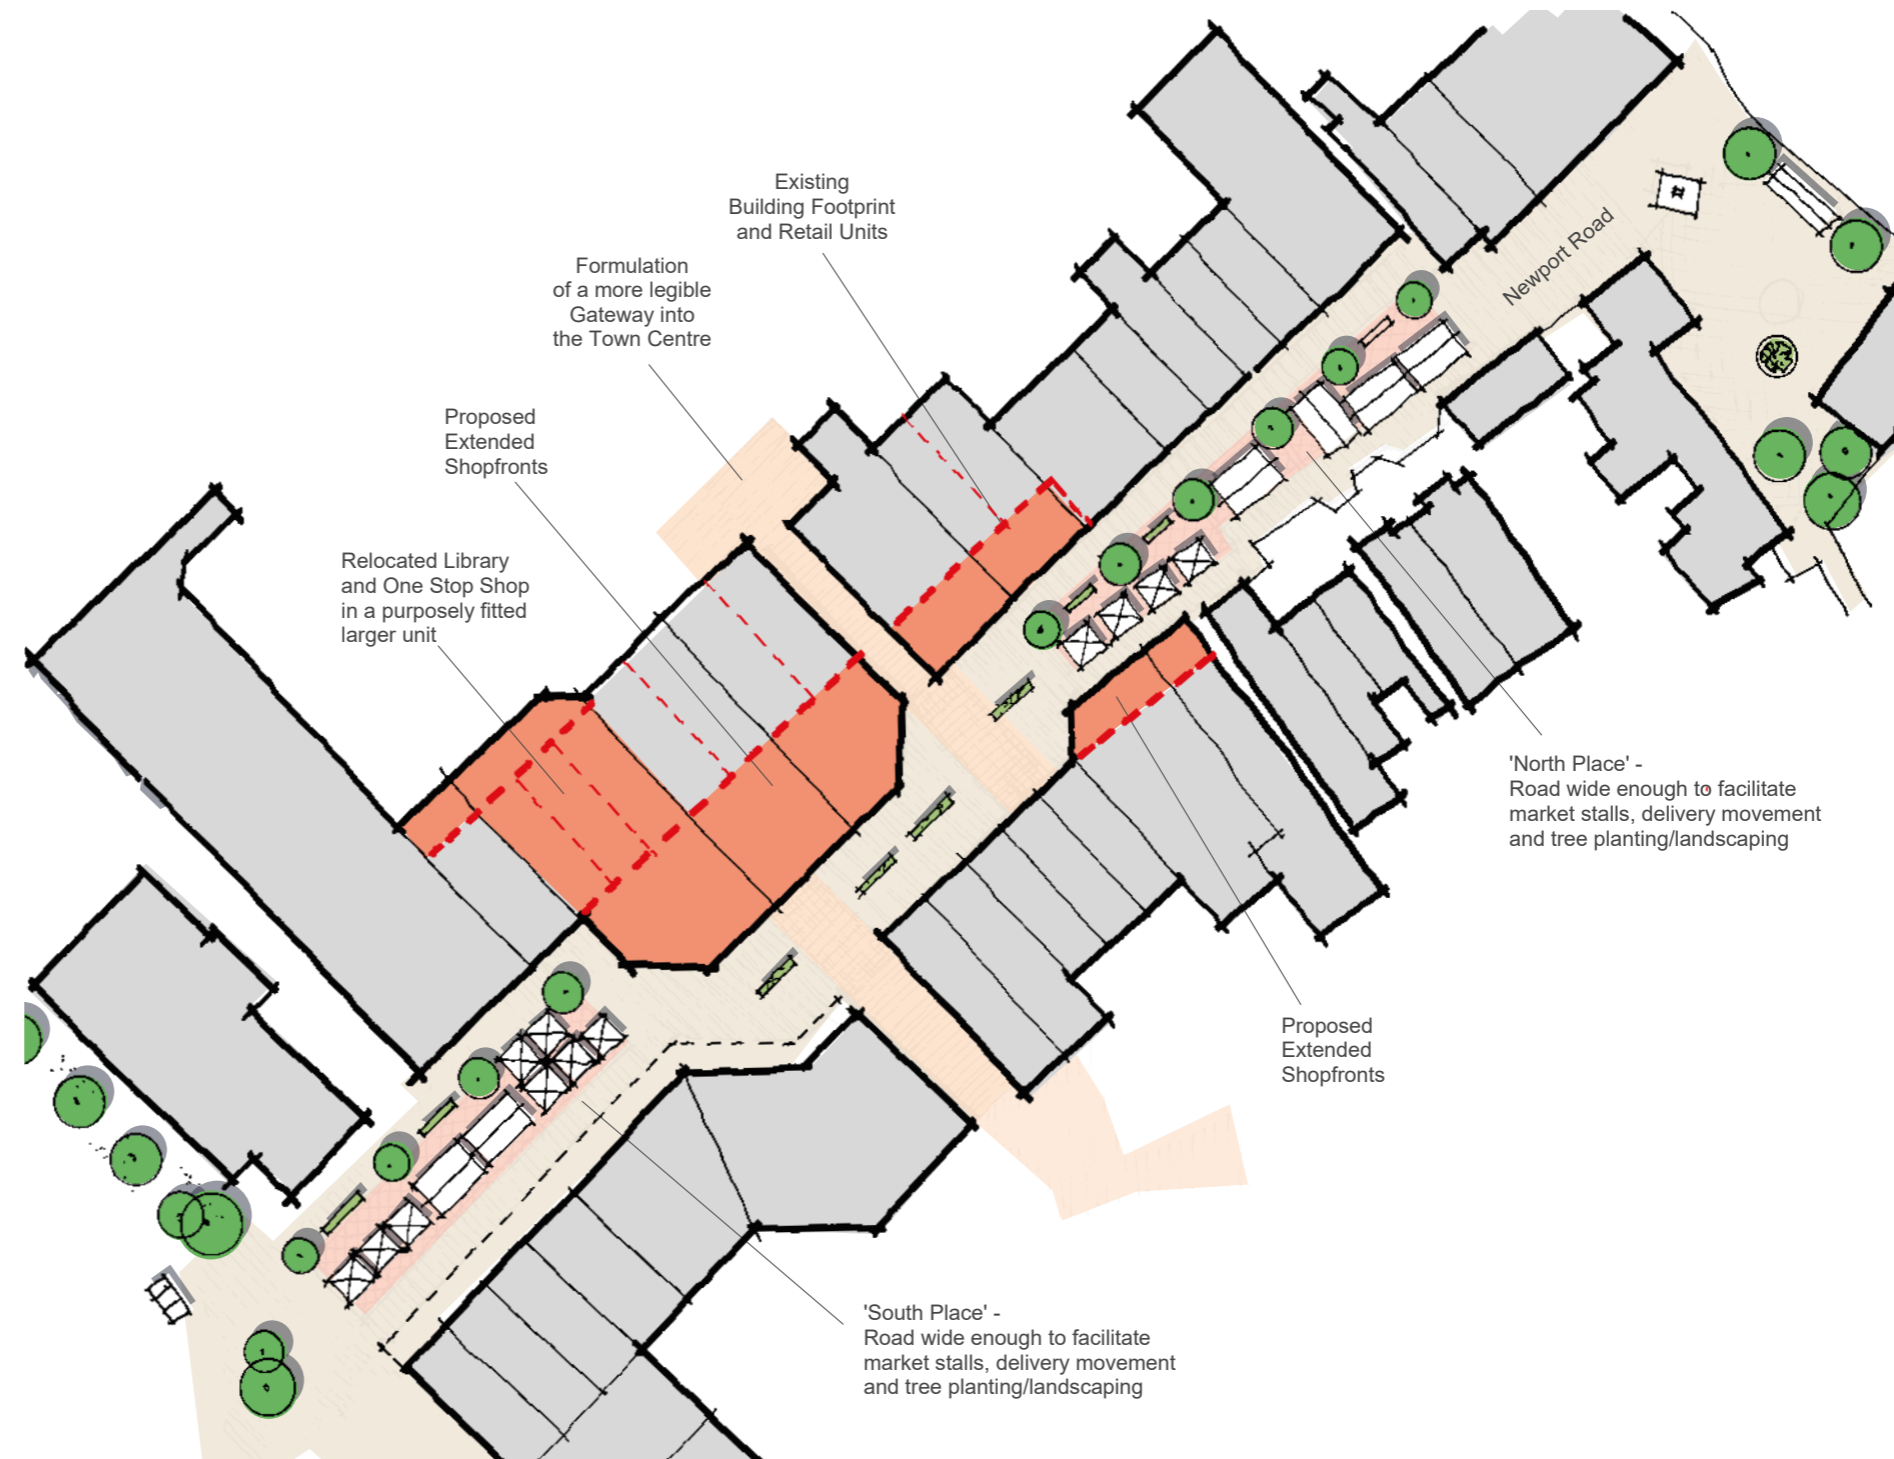 Existing
Building Footprint
and Retail Units
Formulation
of a more legible
Gateway into
the Town Centre
Proposed
Extended
Shopfronts
Relocated Library
and One Stop Shop
in a purposely fitted
larger unit
Newport Road
'North Place' -
Road wide enough to facilitate
market stalls, delivery movement
and tree planting/landscaping
Proposed
Extended
Shopfronts
'South Place' -
Road wide enough to facilitate
market stalls, delivery movement
and tree planting/landscaping